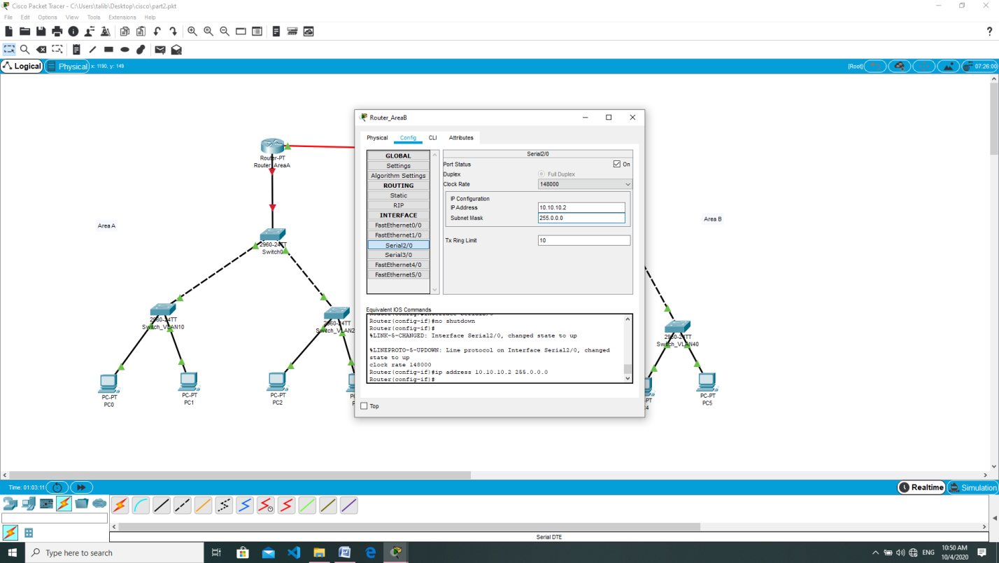 Cisco Packet Tracer - C:\Users\talib\Desktop\cisco\part2.pkt
File Edit Options View Tools Extensions Help
?
Logical Physical x: 1190, y: 149 [Root] 07:26:00
Router_AreaB
Physical Config CLI Attributes
GLOBAL
Settings
Algorithm Settings
ROUTING
Static
RIP
INTERFACE
FastEthernet0/0
FastEthernet1/0
Serial2/0
Serial3/0
FastEthernet4/0
FastEthernet5/0
Serial2/0
Port Status On
Duplex Full Duplex
Clock Rate 148000
IP Configuration
IP Address 10.10.10.2
Subnet Mask 255.0.0.0
Tx Ring Limit 10
Equivalent IOS Commands
Router(config-if)#no shutdown
Router(config-if)#
%LINK-5-CHANGED: Interface Serial2/0, changed state to up
%LINEPROTO-5-UPDOWN: Line protocol on Interface Serial2/0, changed
state to up
clock rate 148000
Router(config-if)#ip address 10.10.10.2 255.0.0.0
Router(config-if)#
Top
Router-PT
Router_AreaA
Area A
Area B
2960-24TT
Switch0
2960-24TT
Switch_VLAN10
2960-24TT
Switch_VLAN2
2960-24TT
Switch_VLAN40
PC-PT
PC0
PC-PT
PC1
PC-PT
PC2
PC-PT
PC5
Time: 01:03:11 Realtime Simulation
Serial DTE
Type here to search
ENG
10:50 AM
10/4/2020